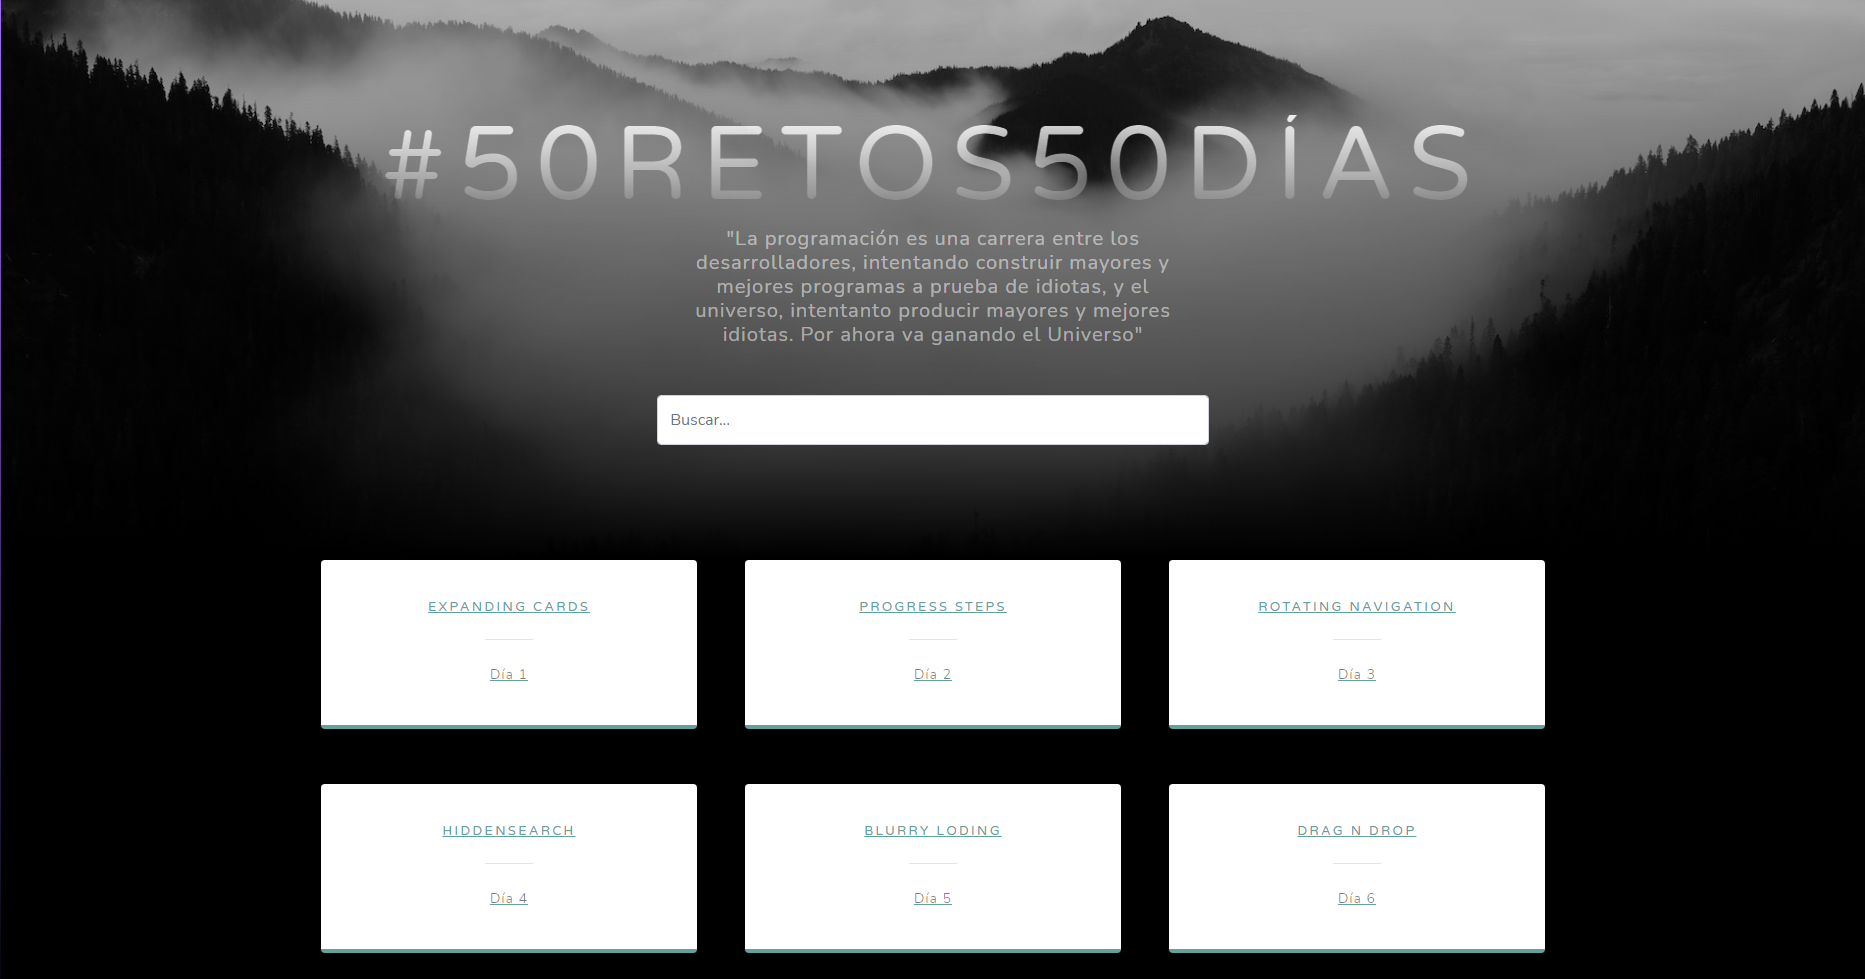 #50RETOS50DÍAS
"La programación es una carrera entre los
desarrolladores, intentando construir mayores y
mejores programas a prueba de idiotas, y el
universo, intentanto producir mayores y mejores
idiotas. Por ahora va ganando el Universo"
Buscar...
EXPANDING CARDS
PROGRESS STEPS
ROTATING NAVIGATION
Día 1
Día 2
Día 3
HIDDENSEARCH
BLURRY LODING
DRAG N DROP
Día 4
Día 5
Día 6